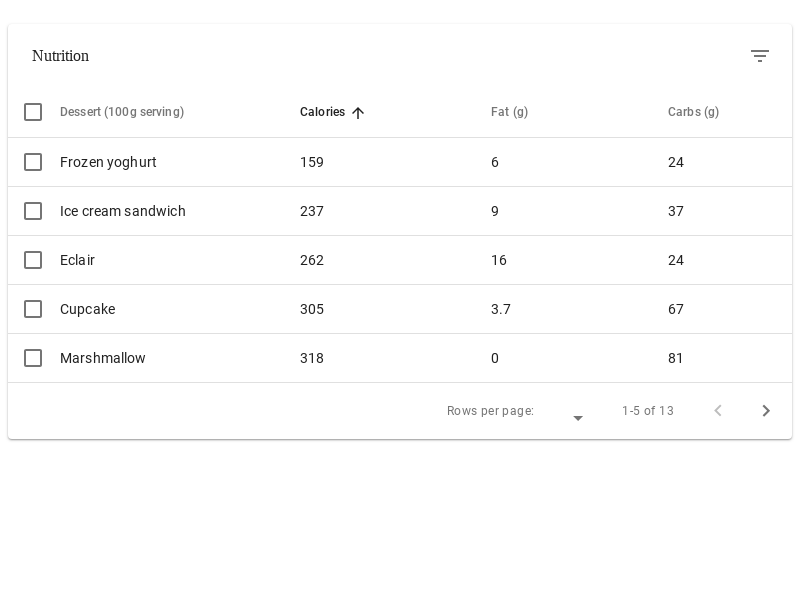 Nutrition
Dessert (100g serving) Calories Fat (g) Carbs (g)
Frozen yoghurt 159 6 24
Ice cream sandwich 237 9 37
Eclair 262 16 24
Cupcake 305 3.7 67
Marshmallow 318 0 81
Rows per page: 1-5 of 13